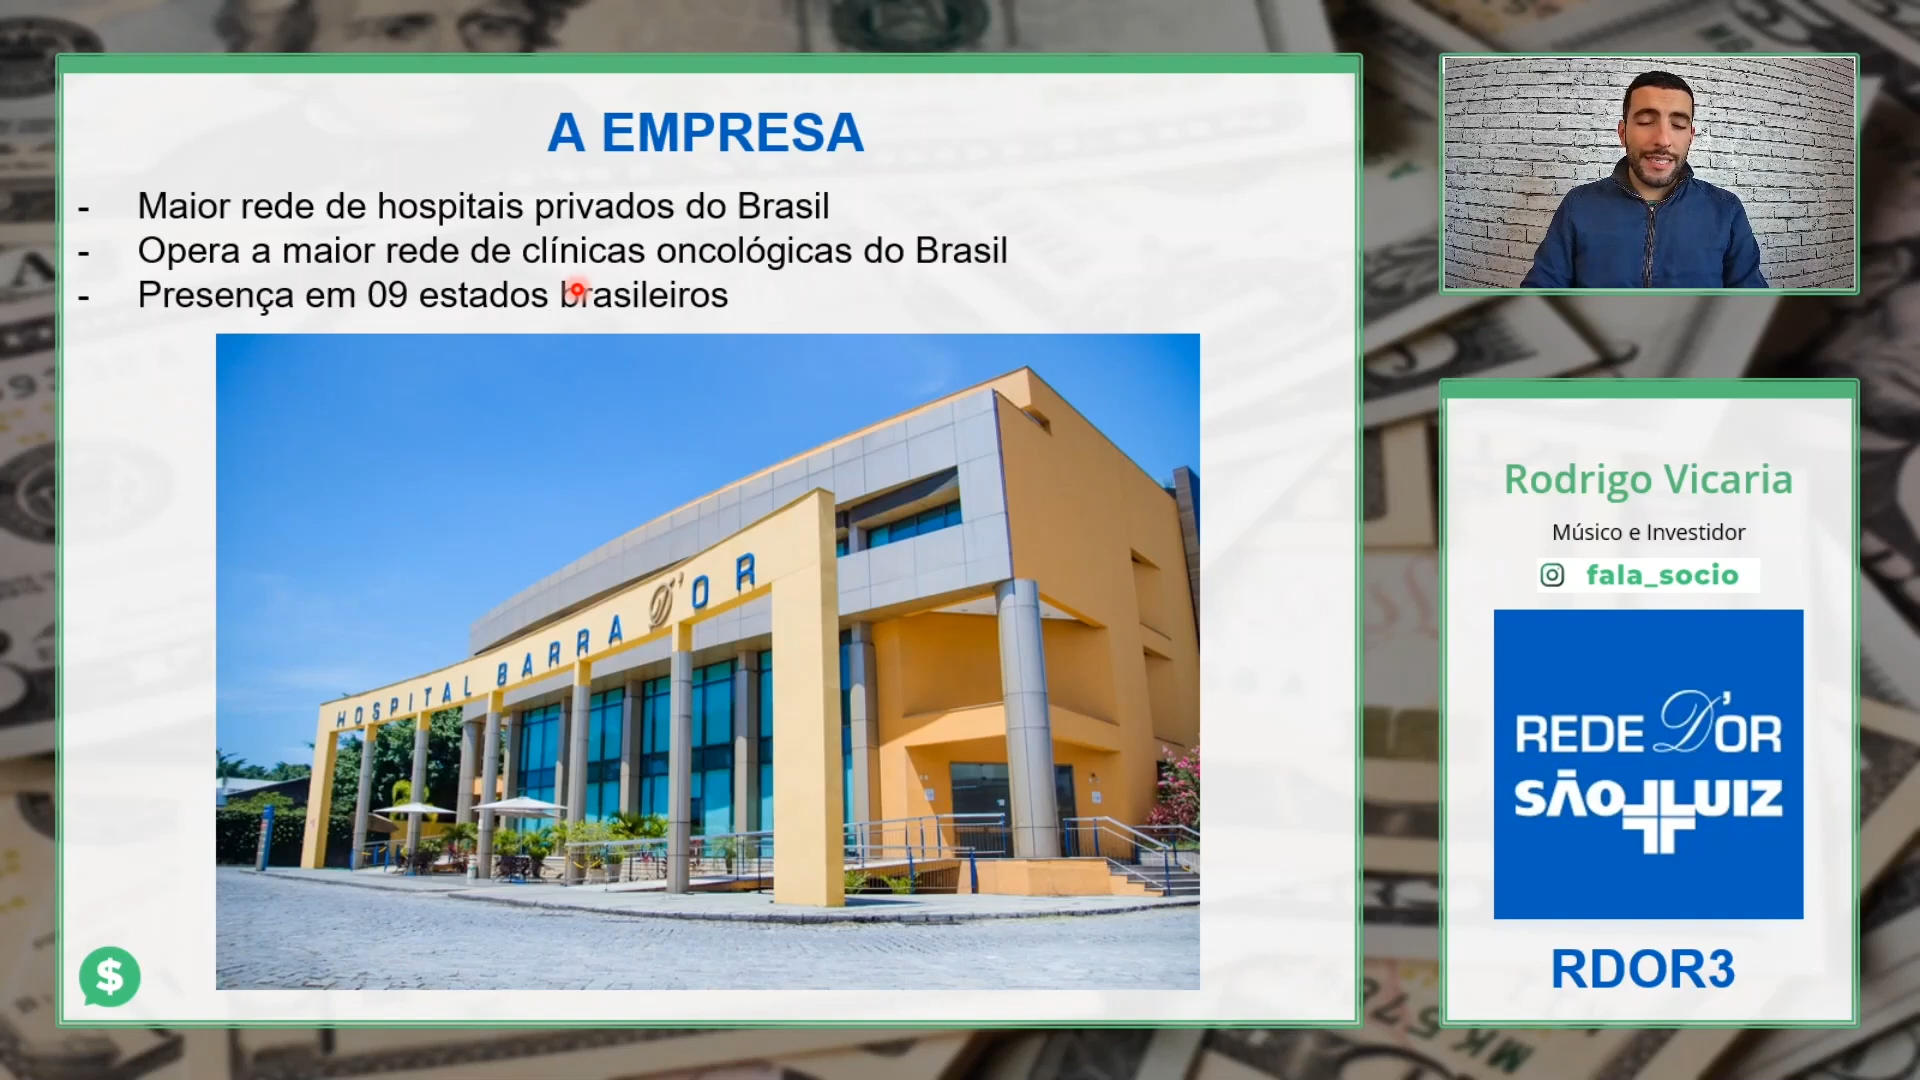 A EMPRESA
- Maior rede de hospitais privados do Brasil
- Opera a maior rede de clínicas oncológicas do Brasil
- Presença em 09 estados brasileiros
HOSPITAL BARRA D'OR
$
Rodrigo Vicaria
Músico e Investidor
fala_socio
REDE D'OR
SÃO LUIZ
RDOR3